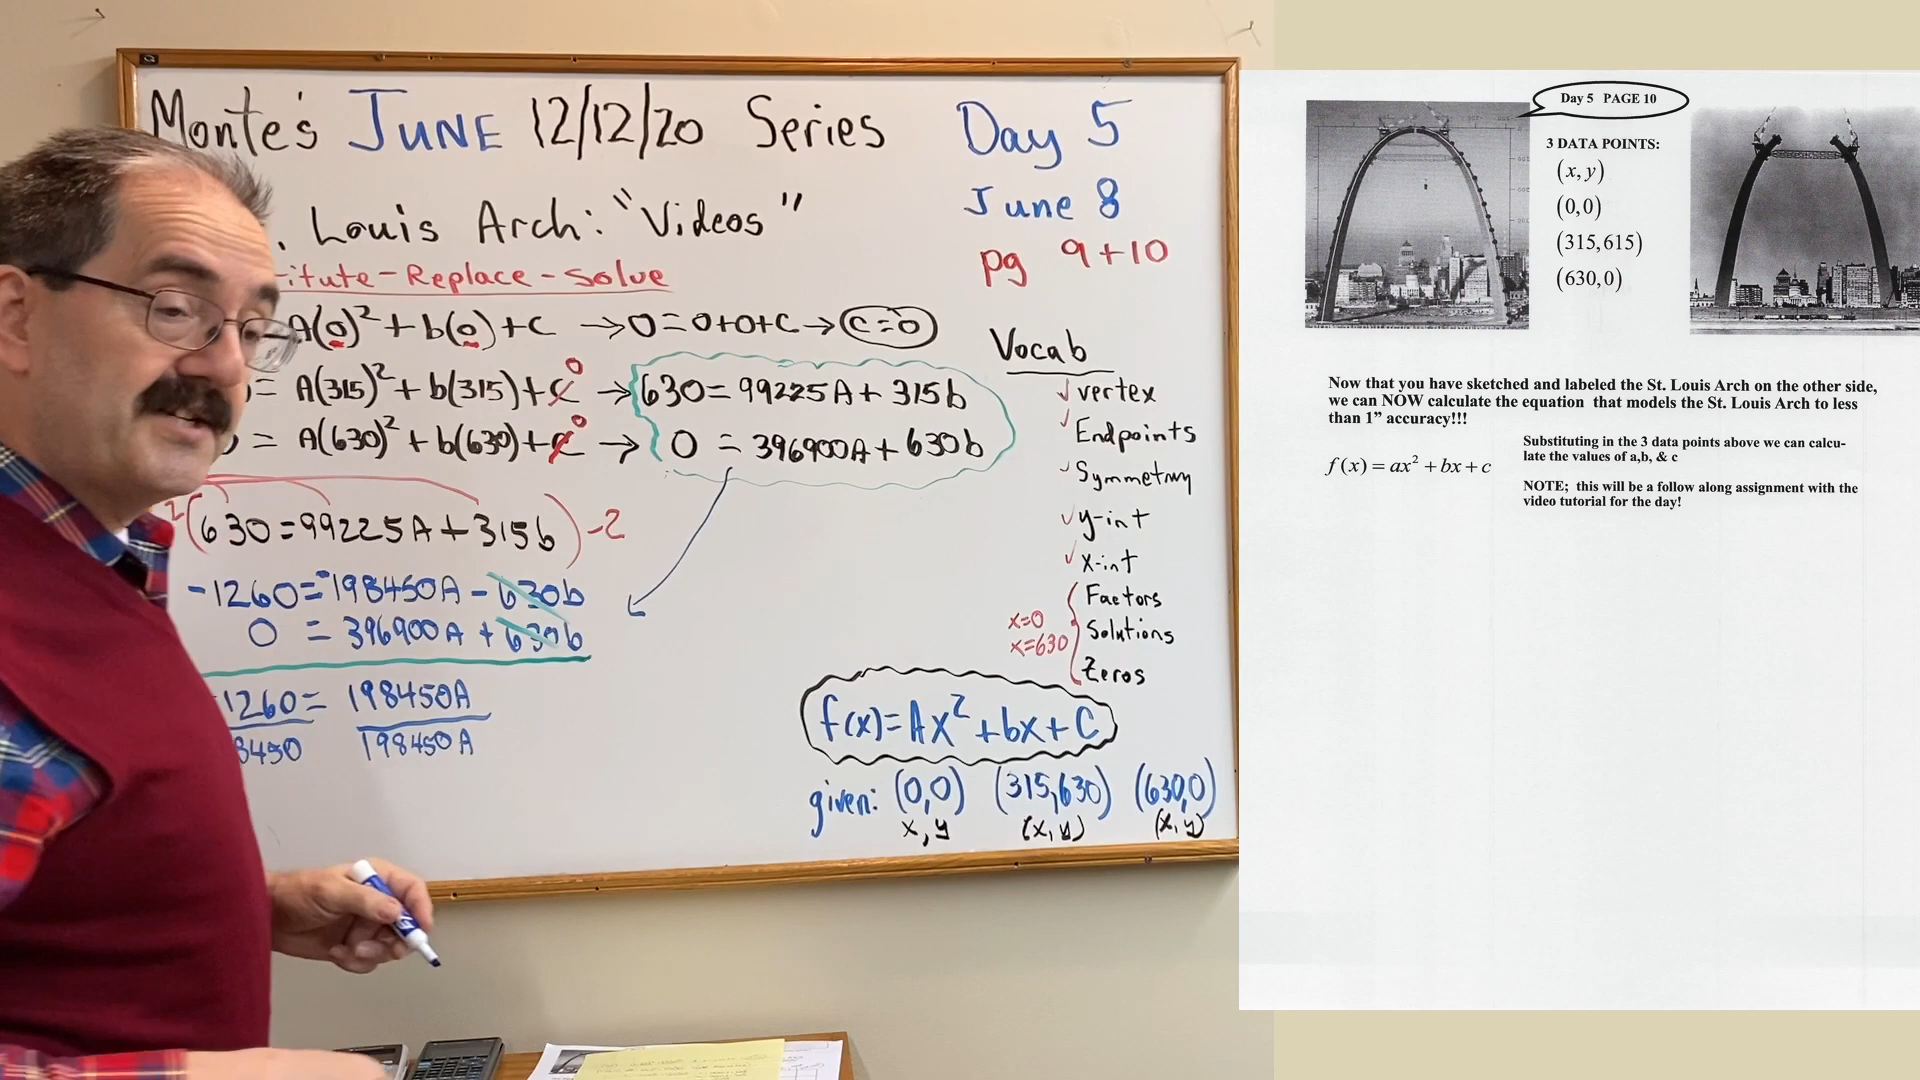 Monte's JUNE 12/12/20 Series
. Louis Arch: "Videos"
itute-Replace-Solve
A(0)² + b(0) + C → 0 = 0+0+C → C=0
= A(315)² + b(315) + C 0 → 630 = 99225A + 315b
= A(630)² + b(630) + C 0 → 0 = 396900A + 630b
2(630 = 99225A + 315b) -2
-1260 = -198450A - 630b
0 = 396900A + 630b
1260 = 198450A
8450 198450A
Day 5
June 8
pg 9+10
Vocab
vertex
Endpoints
Symmetry
y-int
x-int
Factors
x=0
Solutions
x=630
Zeros
f(x) = Ax² + bx + C
given: (0,0) (315,630) (630,0)
x, y (x, y) (x, y)
Day 5 PAGE 10
3 DATA POINTS:
(x, y)
(0,0)
(315,615)
(630,0)
Now that you have sketched and labeled the St. Louis Arch on the other side,
we can NOW calculate the equation that models the St. Louis Arch to less
than 1” accuracy!!!
f(x) = ax² + bx + c
Substituting in the 3 data points above we can calcu-
late the values of a,b, & c
NOTE; this will be a follow along assignment with the
video tutorial for the day!